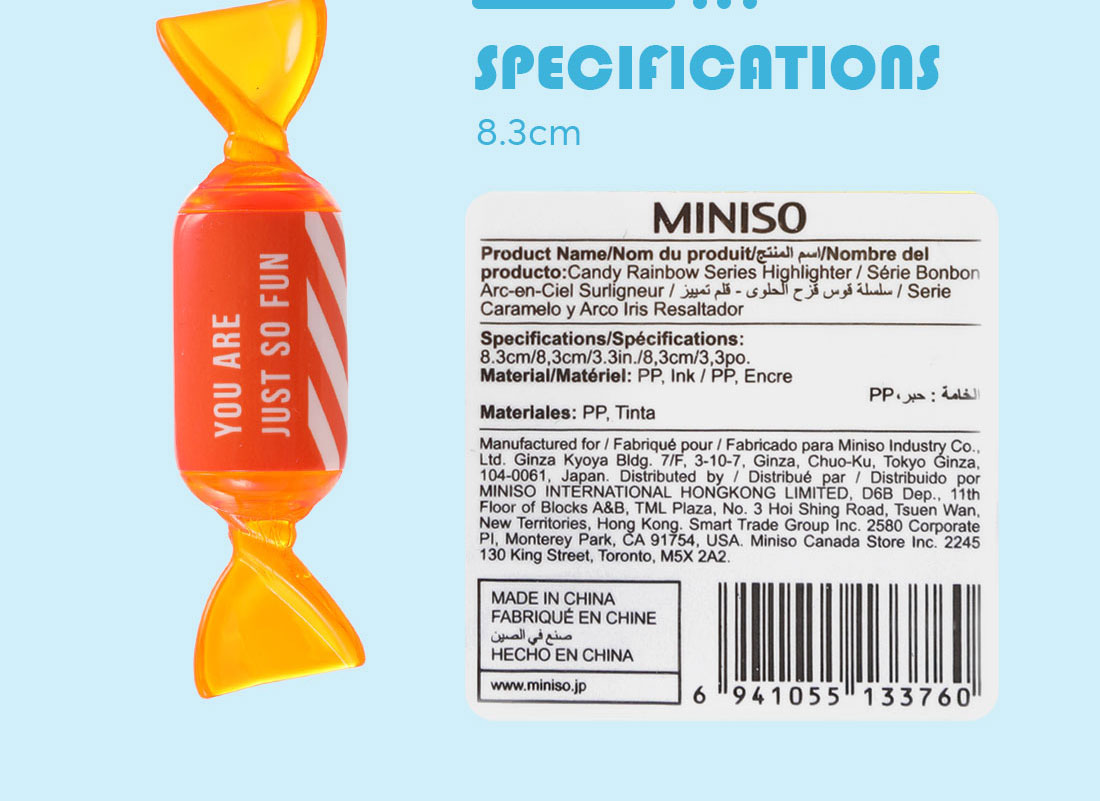 SPECIFICATIONS
8.3cm
YOU ARE
JUST SO FUN
MINISO
Product Name/Nom du produit/اسم المنتج/Nombre del
producto:Candy Rainbow Series Highlighter / Série Bonbon
Arc-en-Ciel Surligneur / سلسلة قوس قزح الحلوى - قلم تمييز / Serie
Caramelo y Arco Iris Resaltador
Specifications/Spécifications:
8.3cm/8,3cm/3.3in./8,3cm/3,3po.
Material/Matériel: PP, Ink / PP, Encre
الخامة : حبر، PP
Materiales: PP, Tinta
Manufactured for / Fabriqué pour / Fabricado para Miniso Industry Co.,
Ltd. Ginza Kyoya Bldg. 7/F, 3-10-7, Ginza, Chuo-Ku, Tokyo Ginza,
104-0061, Japan. Distributed by / Distribué par / Distribuido por
MINISO INTERNATIONAL HONGKONG LIMITED, D6B Dep., 11th
Floor of Blocks A&B, TML Plaza, No. 3 Hoi Shing Road, Tsuen Wan,
New Territories, Hong Kong. Smart Trade Group Inc. 2580 Corporate
Pl, Monterey Park, CA 91754, USA. Miniso Canada Store Inc. 2245
130 King Street, Toronto, M5X 2A2.
MADE IN CHINA
FABRIQUÉ EN CHINE
صنع في الصين
HECHO EN CHINA
www.miniso.jp
6 941055 133760